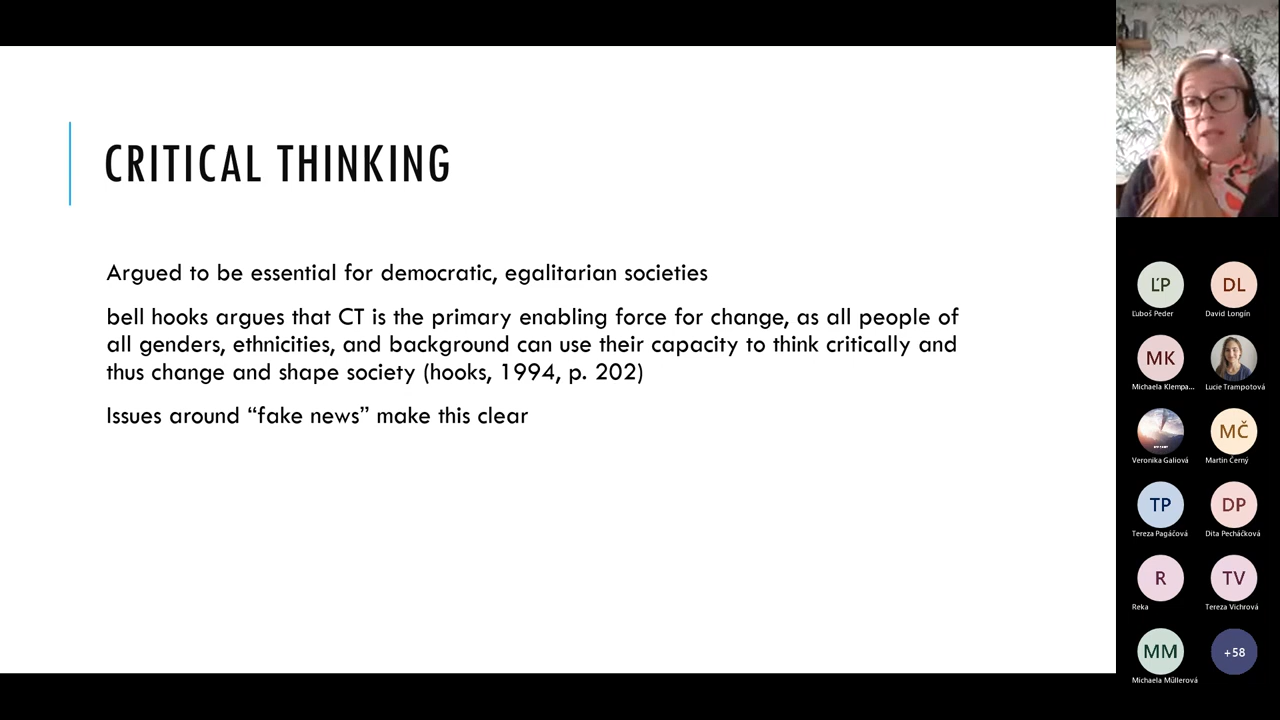 CRITICAL THINKING
Argued to be essential for democratic, egalitarian societies
bell hooks argues that CT is the primary enabling force for change, as all people of
all genders, ethnicities, and background can use their capacity to think critically and
thus change and shape society (hooks, 1994, p. 202)
Issues around “fake news” make this clear
ĽP
DL
Ľuboš Peder
David Longin
MK
Michaela Klempa...
Lucie Trampotová
MČ
Veronika Galiová
Martin Černý
TP
DP
Tereza Pagáčová
Dita Pecháčková
R
TV
Reka
Tereza Vichrová
MM
+58
Michaela Müllerová